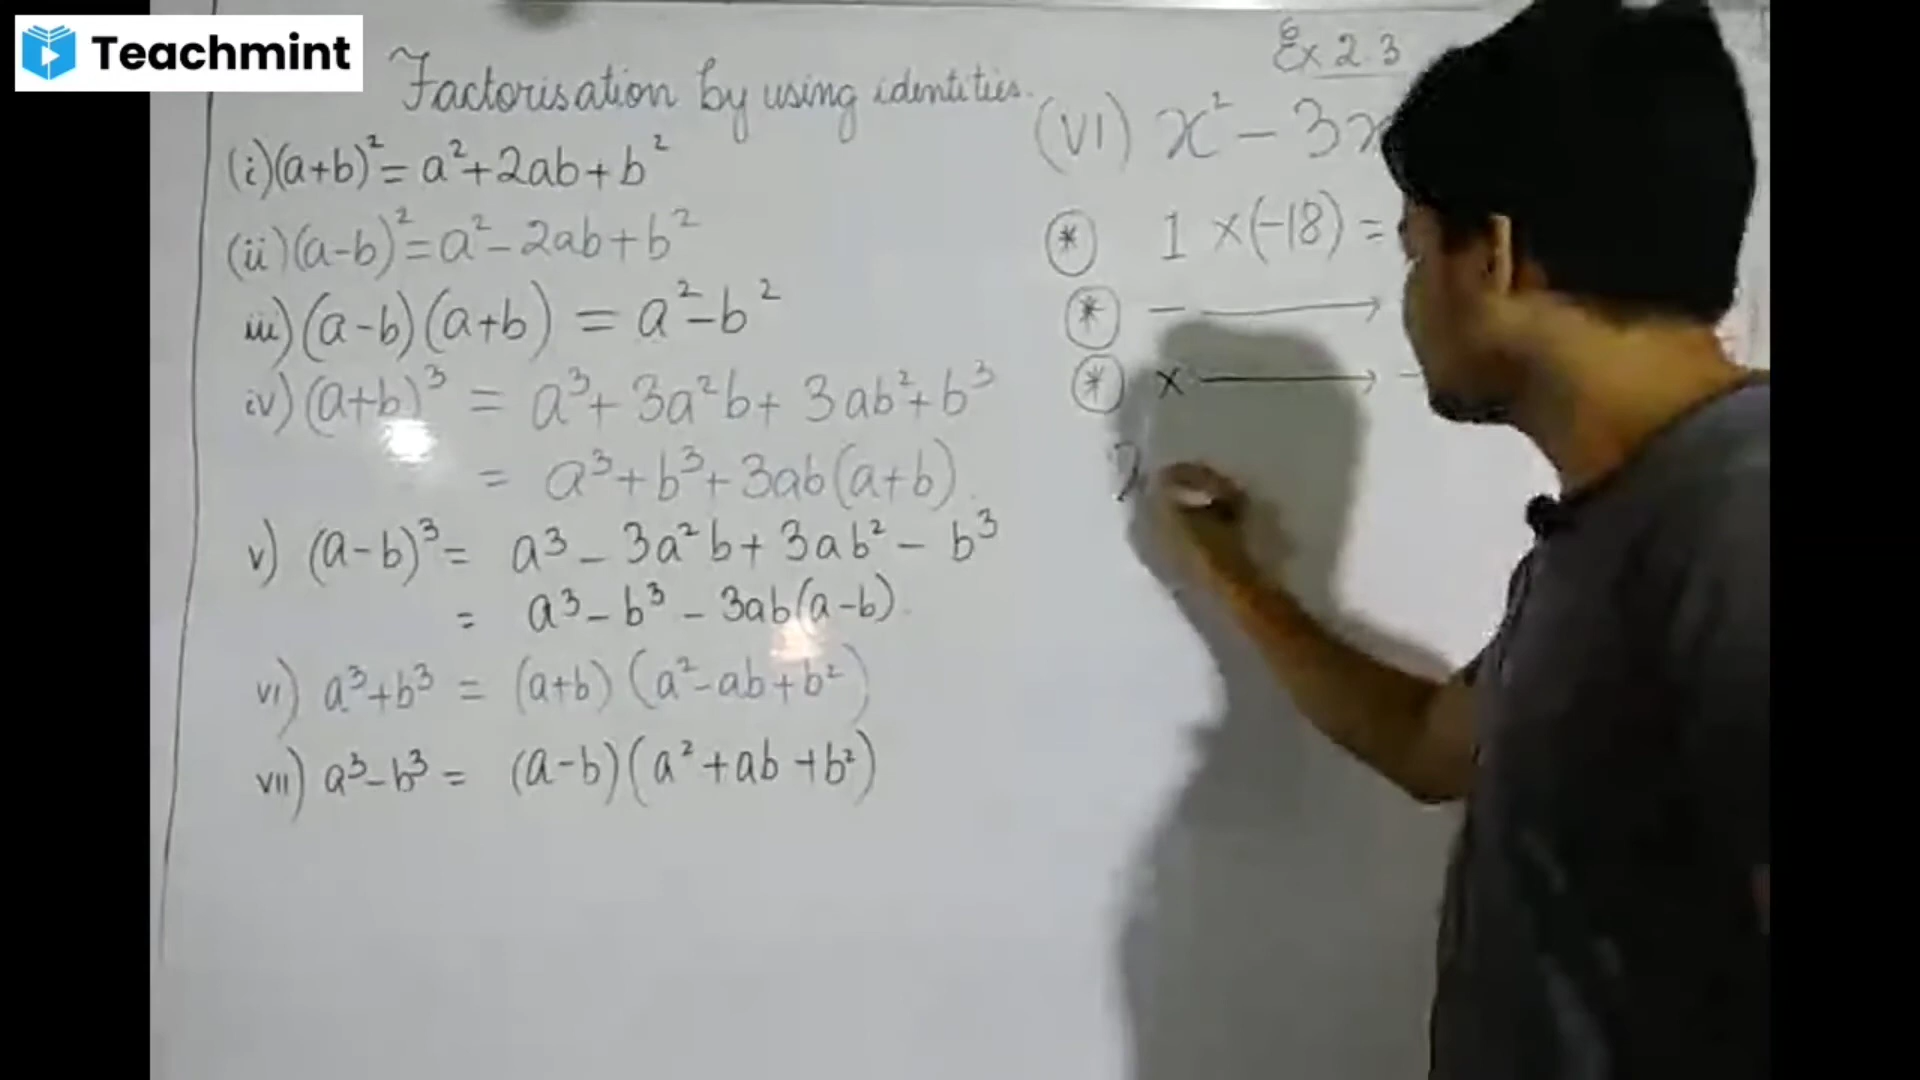 Teachmint
Factorisation by using identities.
(i) (a+b)² = a² + 2ab + b²
(ii) (a-b)² = a² - 2ab + b²
iii) (a-b) (a+b) = a² - b²
iv) (a+b)³ = a³ + 3a²b + 3ab² + b³
= a³ + b³ + 3ab (a+b).
v) (a-b)³ = a³ - 3a²b + 3ab² - b³
= a³ - b³ - 3ab (a-b).
vi) a³+b³ = (a+b) (a²-ab+b²)
vii) a³-b³ = (a-b) (a²+ab+b²)
Ex 2.3
(VI) x² - 3x
* 1 × (-18) =
* - →
* × → -
x